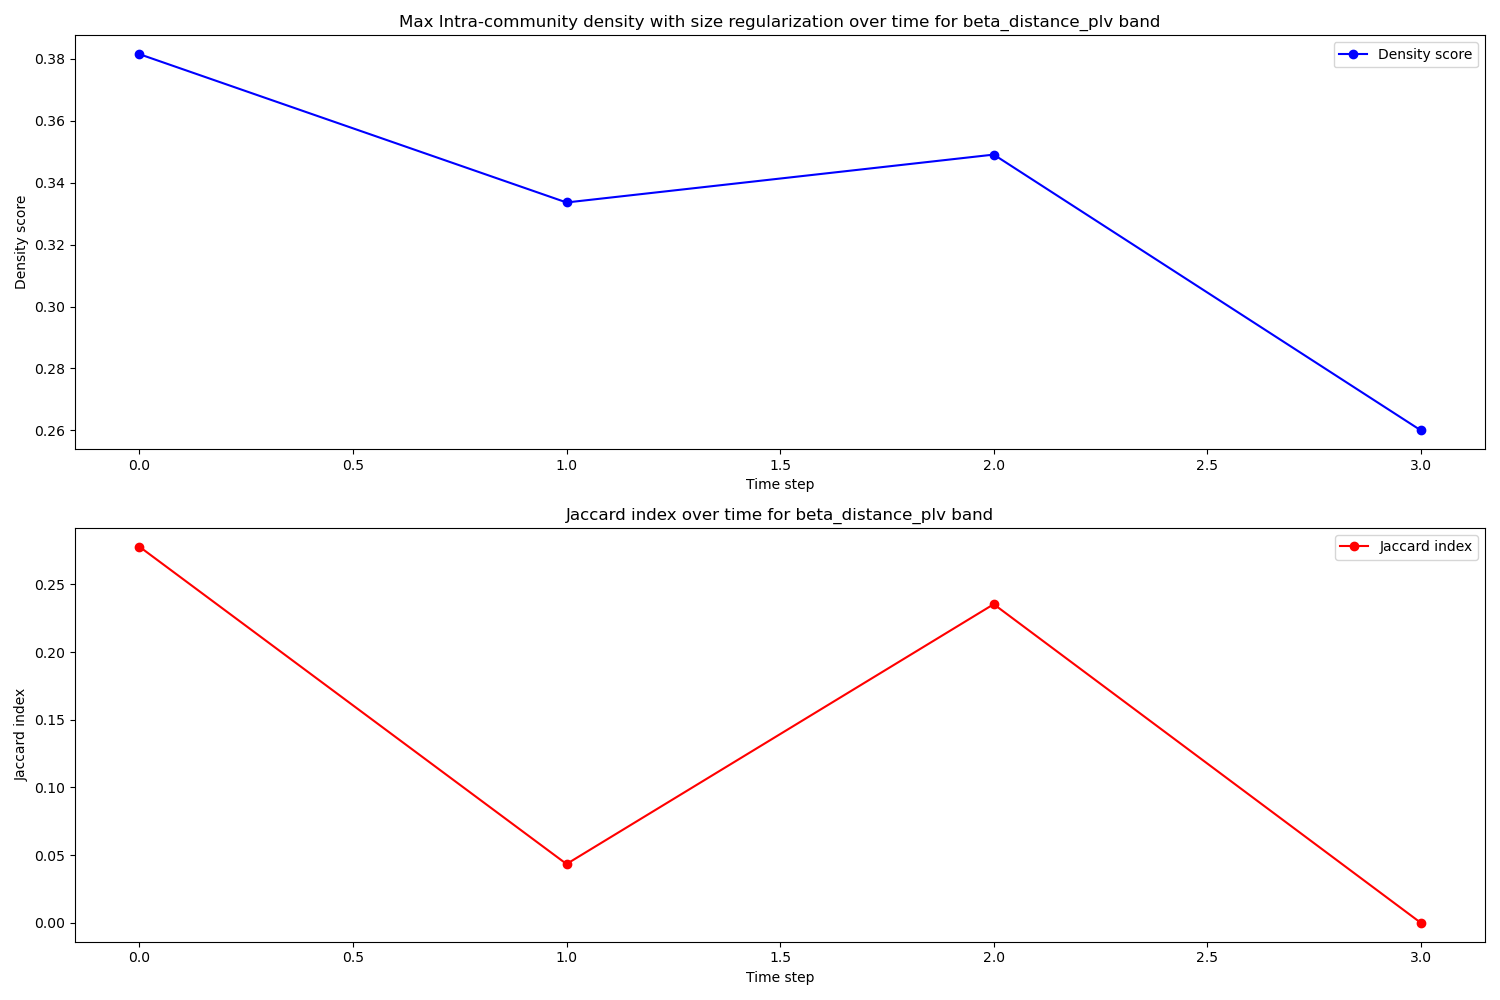 Max Intra-community density with size regularization over time for beta_distance_plv band
Density score
0.38
0.36
0.34
0.32
0.30
0.28
0.26
Density score
0.0 0.5 1.0 1.5 2.0 2.5 3.0
Time step
Jaccard index over time for beta_distance_plv band
Jaccard index
0.25
0.20
0.15
0.10
0.05
0.00
Jaccard index
0.0 0.5 1.0 1.5 2.0 2.5 3.0
Time step